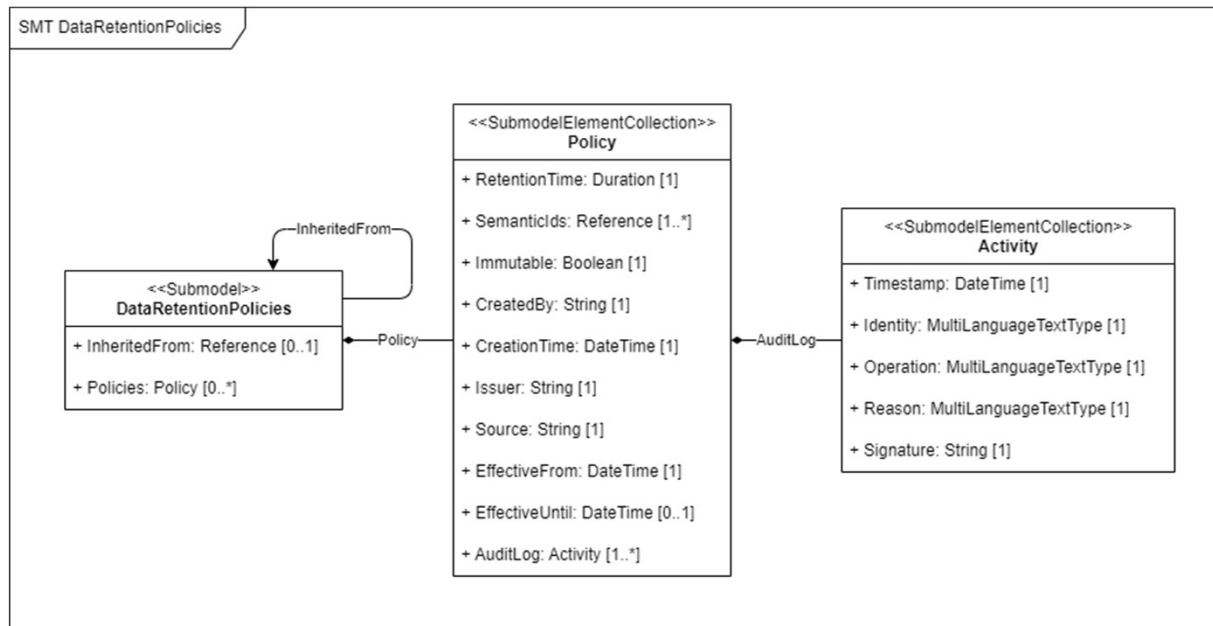 SMT DataRetentionPolicies
InheritedFrom
<<Submodel>>
DataRetentionPolicies
+ InheritedFrom: Reference [0..1]
+ Policies: Policy [0..*]
Policy
<<SubmodelElementCollection>>
Policy
+ RetentionTime: Duration [1]
+ SemanticIds: Reference [1..*]
+ Immutable: Boolean [1]
+ CreatedBy: String [1]
+ CreationTime: DateTime [1]
+ Issuer: String [1]
+ Source: String [1]
+ EffectiveFrom: DateTime [1]
+ EffectiveUntil: DateTime [0..1]
+ AuditLog: Activity [1..*]
AuditLog
<<SubmodelElementCollection>>
Activity
+ Timestamp: DateTime [1]
+ Identity: MultiLanguageTextType [1]
+ Operation: MultiLanguageTextType [1]
+ Reason: MultiLanguageTextType [1]
+ Signature: String [1]